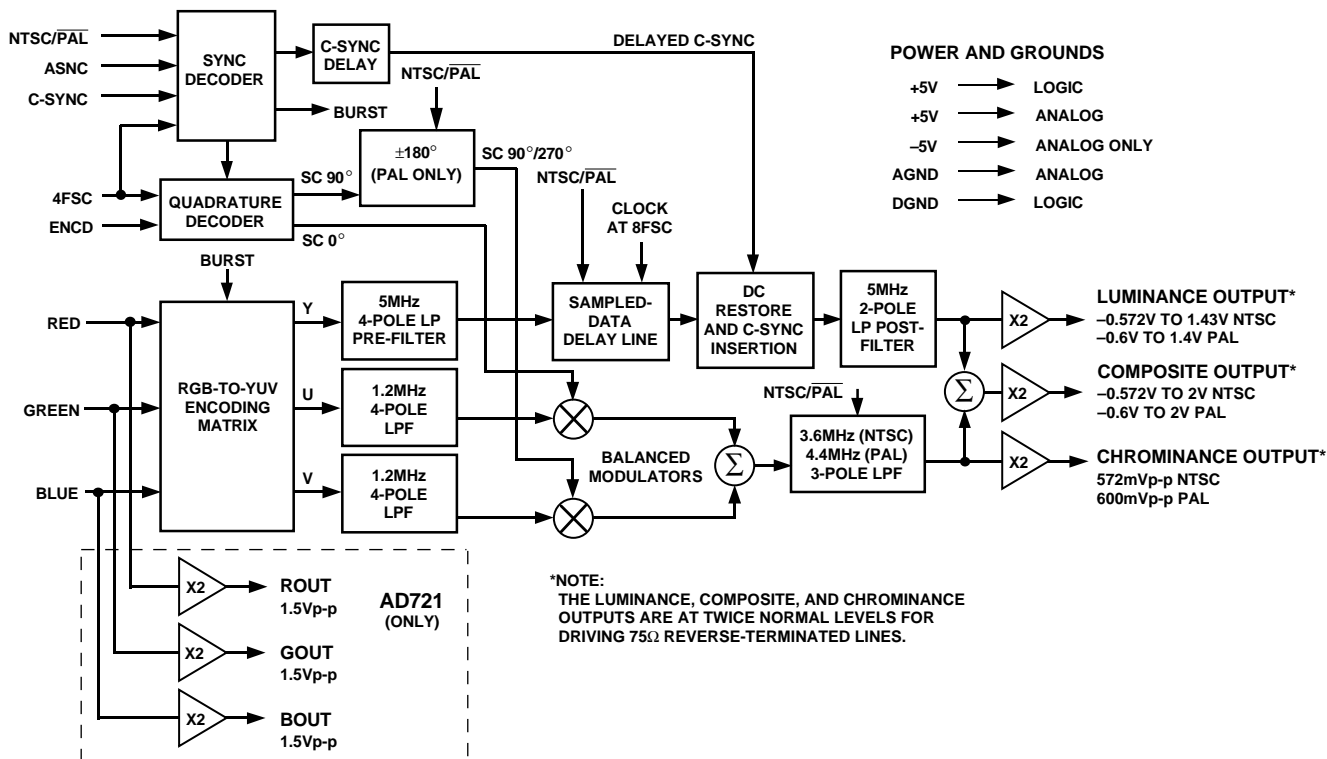 NTSC/PAL
ASNC
C-SYNC
4FSC
ENCD
SYNC
DECODER
C-SYNC
DELAY
DELAYED C-SYNC
BURST
NTSC/PAL
±180°
(PAL ONLY)
SC 90°
SC 90°/270°
QUADRATURE
DECODER
SC 0°
POWER AND GROUNDS
+5V LOGIC
+5V ANALOG
–5V ANALOG ONLY
AGND ANALOG
DGND LOGIC
NTSC/PAL
CLOCK
AT 8FSC
BURST
RED
GREEN
BLUE
RGB-TO-YUV
ENCODING
MATRIX
Y
U
V
5MHz
4-POLE LP
PRE-FILTER
1.2MHz
4-POLE
LPF
1.2MHz
4-POLE
LPF
SAMPLED-
DATA
DELAY LINE
DC
RESTORE
AND C-SYNC
INSERTION
5MHz
2-POLE
LP POST-
FILTER
BALANCED
MODULATORS
Σ
NTSC/PAL
3.6MHz (NTSC)
4.4MHz (PAL)
3-POLE LPF
Σ
X2
X2
X2
LUMINANCE OUTPUT*
–0.572V TO 1.43V NTSC
–0.6V TO 1.4V PAL
COMPOSITE OUTPUT*
–0.572V TO 2V NTSC
–0.6V TO 2V PAL
CHROMINANCE OUTPUT*
572mVp-p NTSC
600mVp-p PAL
X2
ROUT
1.5Vp-p
X2
GOUT
1.5Vp-p
X2
BOUT
1.5Vp-p
AD721
(ONLY)
*NOTE:
THE LUMINANCE, COMPOSITE, AND CHROMINANCE
OUTPUTS ARE AT TWICE NORMAL LEVELS FOR
DRIVING 75Ω REVERSE-TERMINATED LINES.